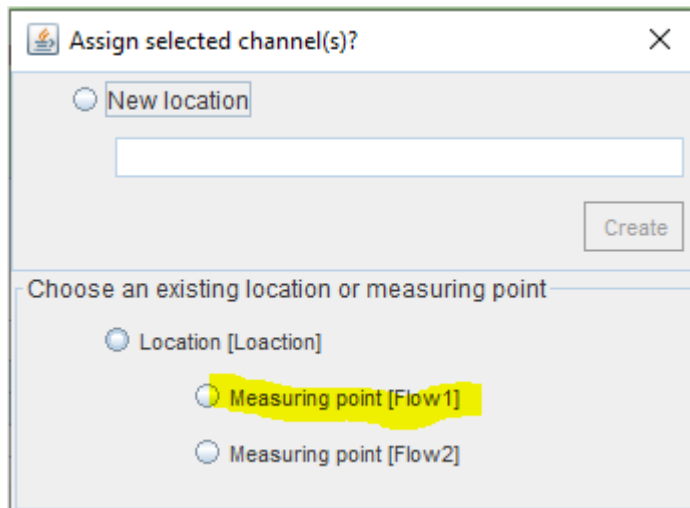 Assign selected channel(s)?
New location
Create
Choose an existing location or measuring point
Location [Loaction]
Measuring point [Flow1]
Measuring point [Flow2]